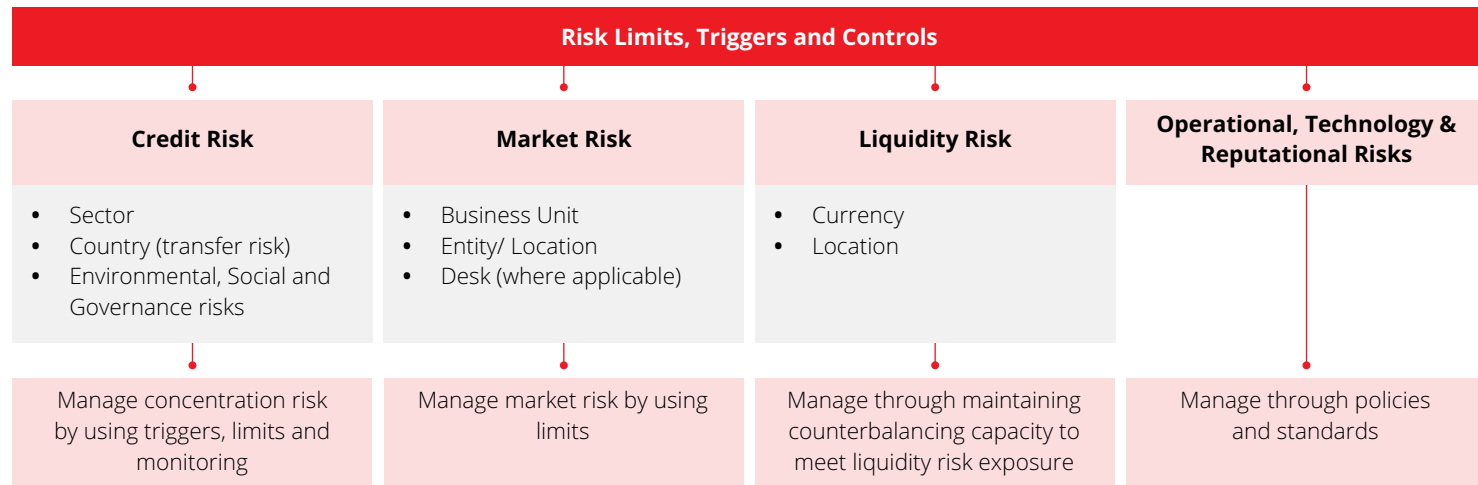 Risk Limits, Triggers and Controls
Credit Risk
• Sector
• Country (transfer risk)
• Environmental, Social and
Governance risks
Manage concentration risk
by using triggers, limits and
monitoring
Market Risk
• Business Unit
• Entity/ Location
• Desk (where applicable)
Manage market risk by using
limits
Liquidity Risk
• Currency
• Location
Manage through maintaining
counterbalancing capacity to
meet liquidity risk exposure
Operational, Technology &
Reputational Risks
Manage through policies
and standards